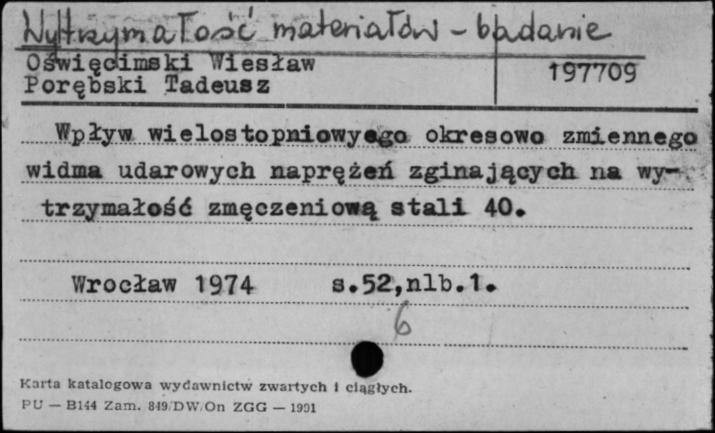 Wytrzymałość materiałów - badanie
Oświęcimski Wiesław
197709
Porębski Tadeusz
Wpływ wielostopniowyego okresowo zmiennego
widma udarowych naprężeń zginających na wy-
trzymałość zmęczeniową stali 40.
Wrocław 1974 s.52,nlb.1.
6
Karta katalogowa wydawnictw zwartych i ciągłych.
PU — B144 Zam. 849/DW/On ZGG — 1991